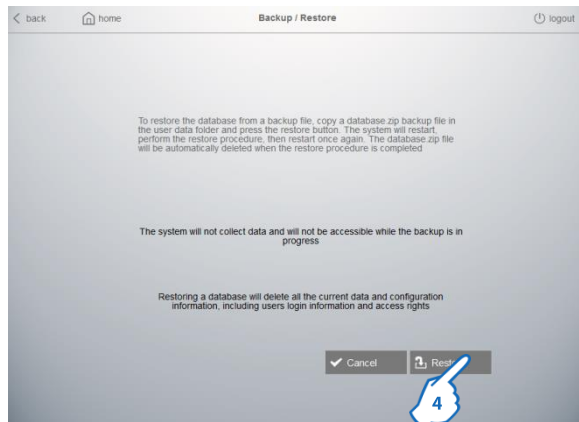 back home Backup / Restore logout
To restore the database from a backup file, copy a database.zip backup file in
the user data folder and press the restore button. The system will restart,
perform the restore procedure, then restart once again. The database.zip file
will be automatically deleted when the restore procedure is completed
The system will not collect data and will not be accessible while the backup is in
progress
Restoring a database will delete all the current data and configuration
information, including users login information and access rights
Cancel
4